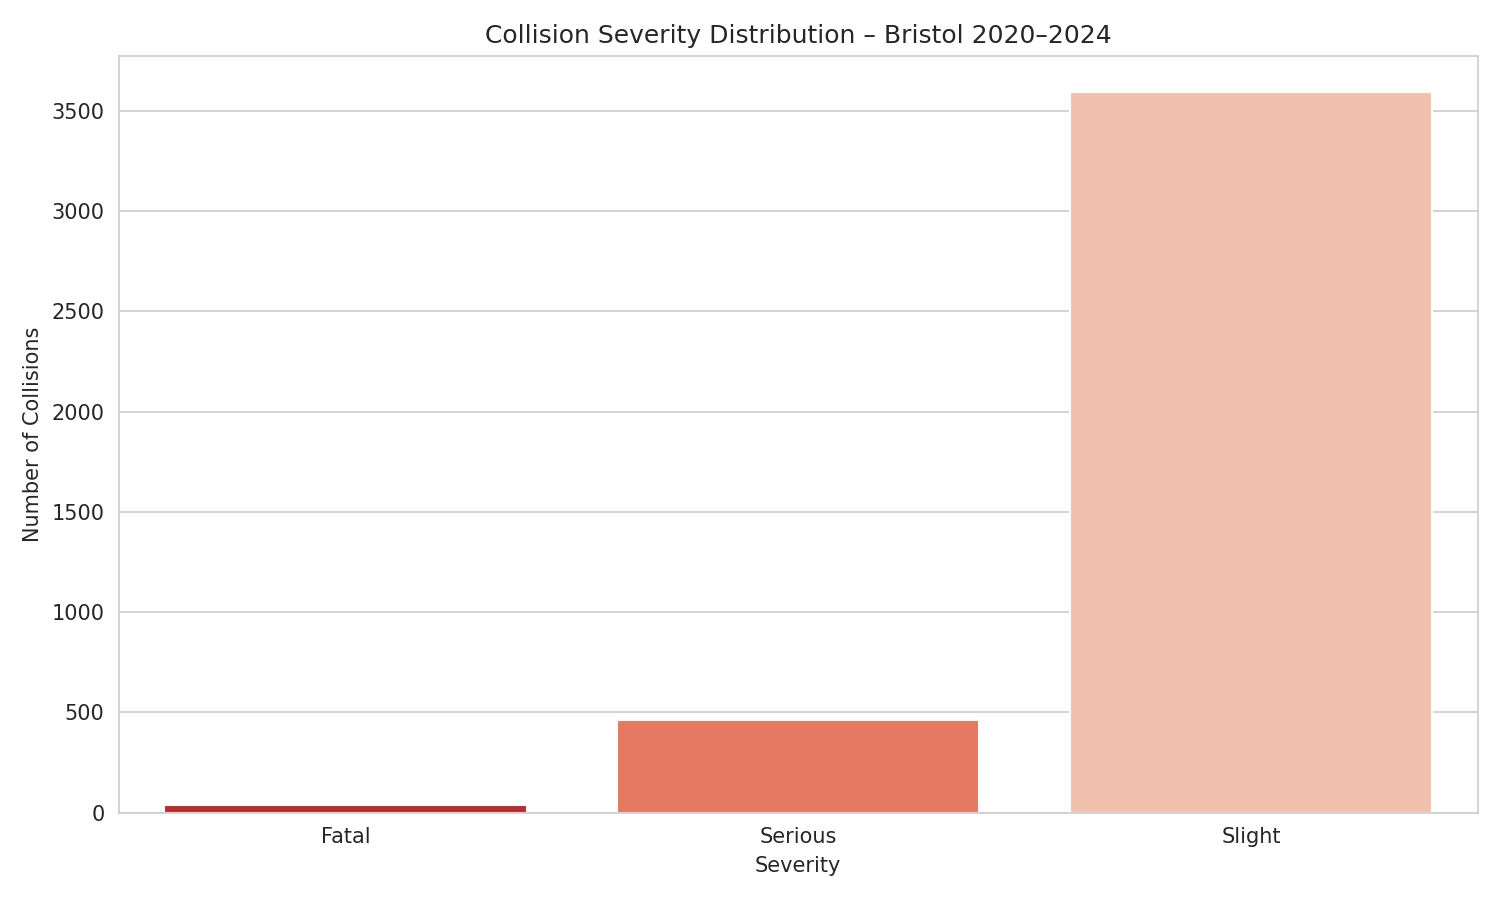 Collision Severity Distribution – Bristol 2020–2024
Number of Collisions
3500
3000
2500
2000
1500
1000
500
0
Fatal
Serious
Slight
Severity